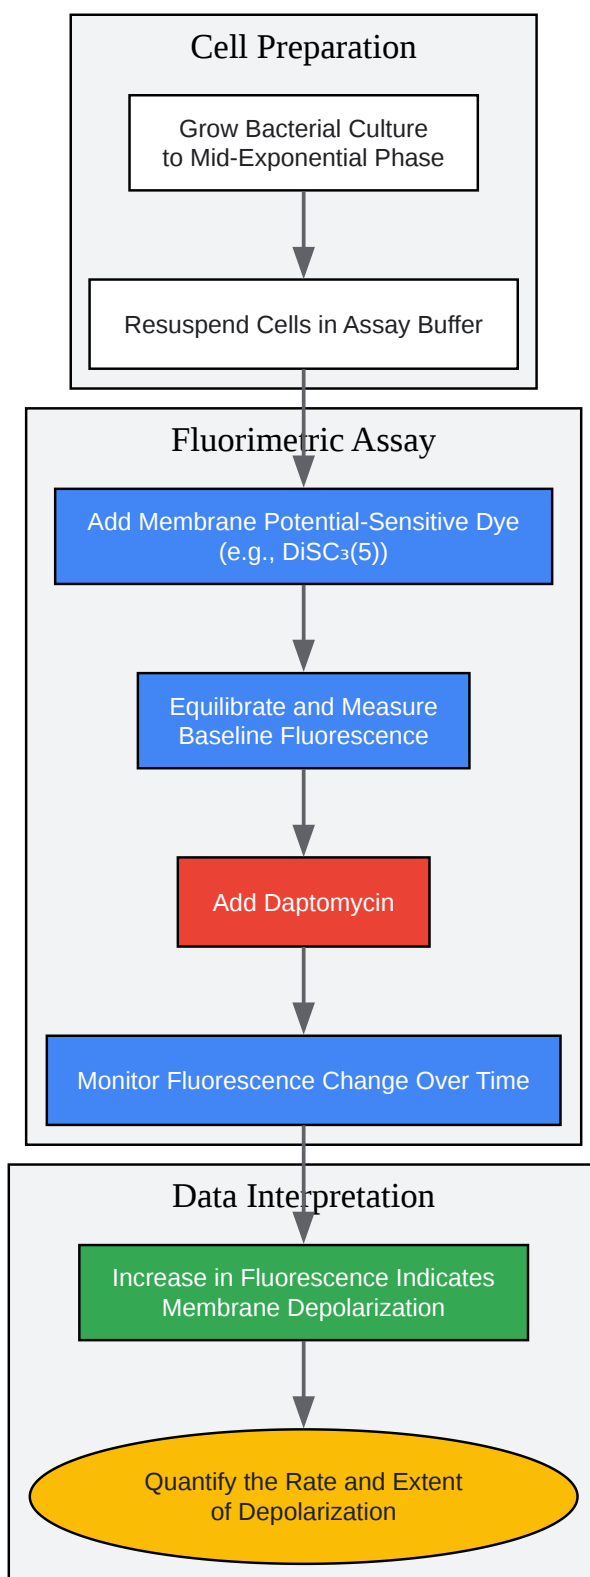 Cell Preparation
Grow Bacterial Culture
to Mid-Exponential Phase
Resuspend Cells in Assay Buffer
Fluorimetric Assay
Add Membrane Potential-Sensitive Dye
(e.g., DiSC₃(5))
Equilibrate and Measure
Baseline Fluorescence
Add Daptomycin
Monitor Fluorescence Change Over Time
Data Interpretation
Increase in Fluorescence Indicates
Membrane Depolarization
Quantify the Rate and Extent
of Depolarization